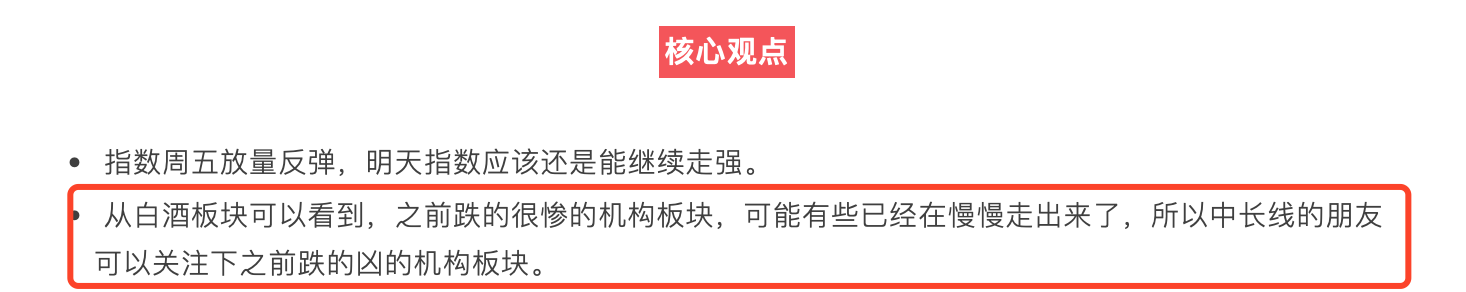 核心观点
• 指数周五放量反弹，明天指数应该还是能继续走强。
• 从白酒板块可以看到，之前跌的很惨的机构板块，可能有些已经在慢慢走出来了，所以中长线的朋友
可以关注下之前跌的凶的机构板块。